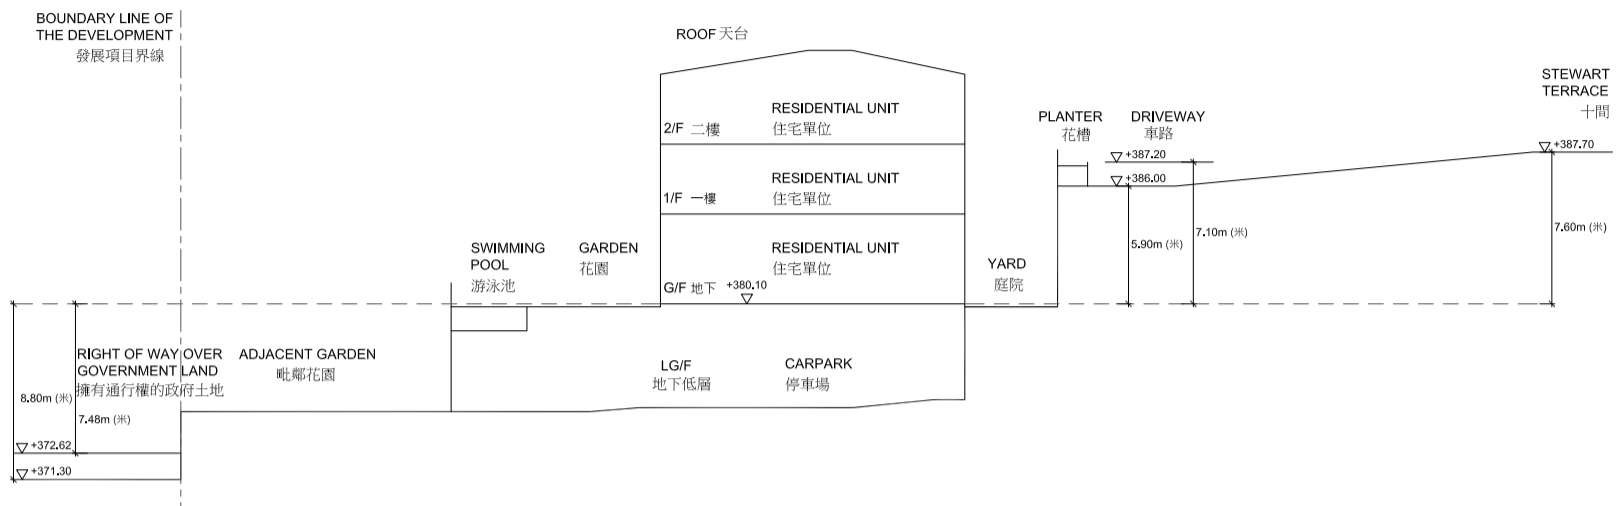 BOUNDARY LINE OF
THE DEVELOPMENT
發展項目界線
ROOF 天台
STEWART
TERRACE
十間
RESIDENTIAL UNIT
2/F 二樓 住宅單位
PLANTER
花槽
DRIVEWAY
車路
+387.20
+387.70
+386.00
RESIDENTIAL UNIT
1/F 一樓 住宅單位
5.90m (米)
7.10m (米)
7.60m (米)
SWIMMING
POOL
游泳池
GARDEN
花園
RESIDENTIAL UNIT
住宅單位
G/F 地下 +380.10
YARD
庭院
RIGHT OF WAY OVER
GOVERNMENT LAND
擁有通行權的政府土地
ADJACENT GARDEN
毗鄰花園
LG/F
地下低層
CARPARK
停車場
8.80m (米)
7.48m (米)
+372.62
+371.30